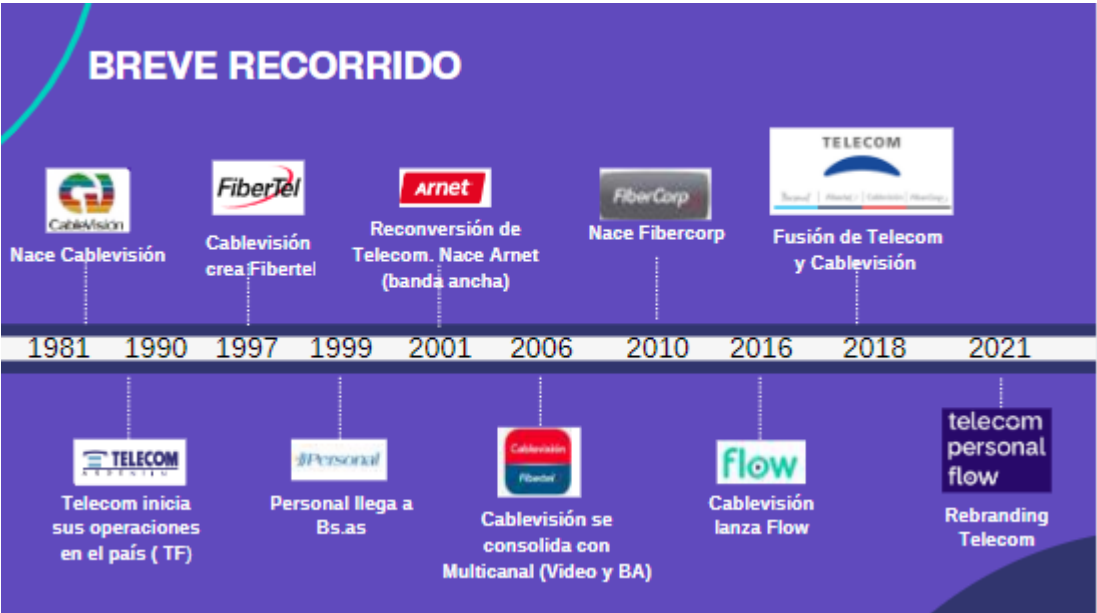 BREVE RECORRIDO
CableVisión
Nace Cablevisión
FiberTel
Cablevisión
crea Fibertel
Arnet
Reconversión de
Telecom. Nace Arnet
(banda ancha)
FiberCorp
Nace Fibercorp
TELECOM
Fusión de Telecom
y Cablevisión
1981 1990 1997 1999 2001 2006 2010 2016 2018 2021
TELECOM
Telecom inicia
sus operaciones
en el país ( TF)
Personal
Personal llega a
Bs.as
Cablevisión
Fibertel
Cablevisión se
consolida con
Multicanal (Video y BA)
flow
Cablevisión
lanza Flow
telecom
personal
flow
Rebranding
Telecom